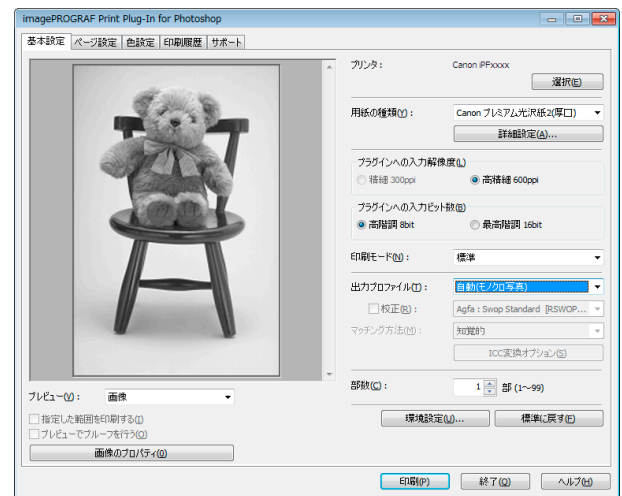 imagePROGRAF Print Plug-In for Photoshop
基本設定 ページ設定 色設定 印刷履歴 サポート
プリンタ： Canon iPFxxxx
選択(E)
用紙の種類(Y)： Canon プレミアム光沢紙2(厚口)
詳細設定(A)...
プラグインへの入力解像度(L)
精細 300ppi 高精細 600ppi
プラグインへの入力ビット数(B)
高階調 8bit 最高階調 16bit
印刷モード(N)： 標準
出力プロファイル(T)： 自動(モノクロ写真)
校正(R)： Agfa : Swop Standard [RSWOP...
マッチング方法(M)： 知覚的
ICC変換オプション(S)
部数(C)： 1 部 (1～99)
プレビュー(V)： 画像
指定した範囲を印刷する(I)
プレビューでプルーフを行う(O)
画像のプロパティ(0)
環境設定(U)... 標準に戻す(F)
印刷(P) 終了(Q) ヘルプ(H)